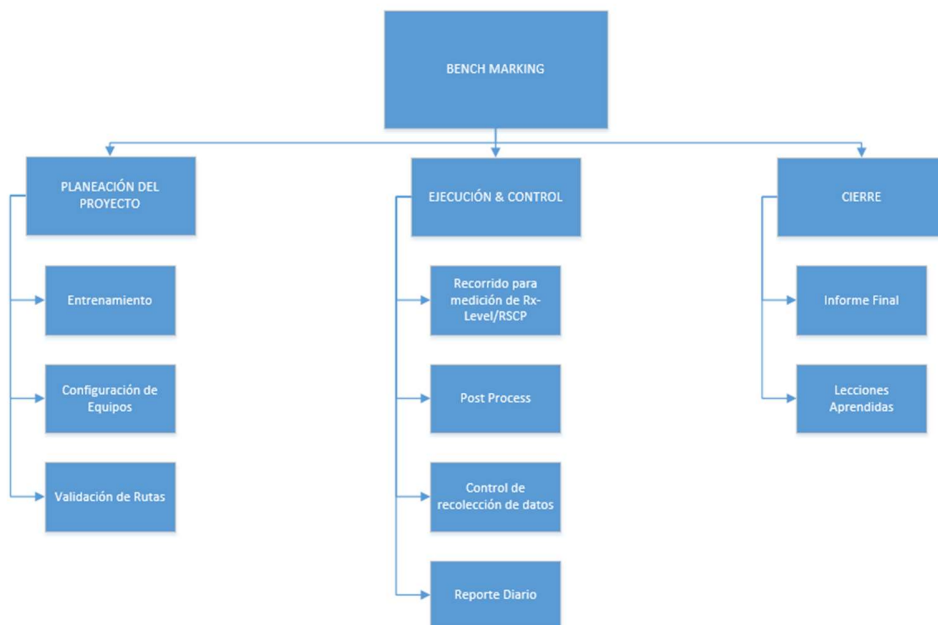 BENCH MARKING
PLANEACIÓN DEL
PROYECTO
Entrenamiento
Configuración de
Equipos
Validación de Rutas
EJECUCIÓN & CONTROL
Recorrido para
medición de Rx-
Level/RSCP
Post Process
Control de
recolección de datos
Reporte Diario
CIERRE
Informe Final
Lecciones
Aprendidas